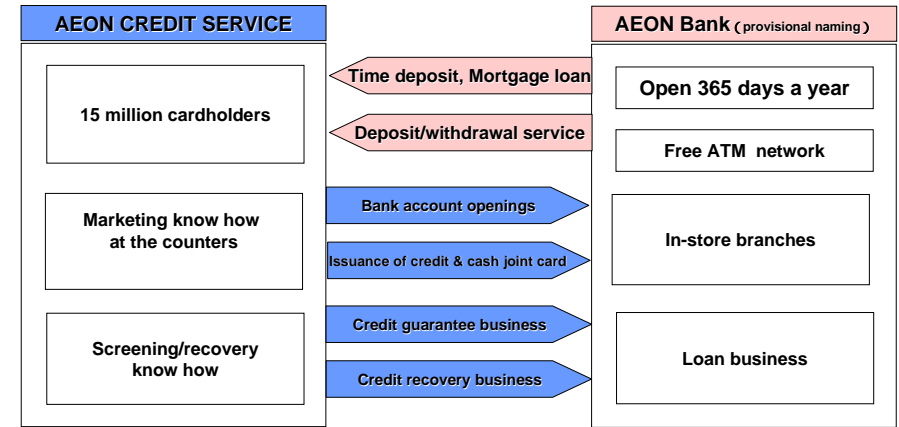 AEON CREDIT SERVICE
15 million cardholders
Marketing know how
at the counters
Screening/recovery
know how
Time deposit, Mortgage loan
Deposit/withdrawal service
Bank account openings
Issuance of credit & cash joint card
Credit guarantee business
Credit recovery business
AEON Bank ( provisional naming )
Open 365 days a year
Free ATM network
In-store branches
Loan business